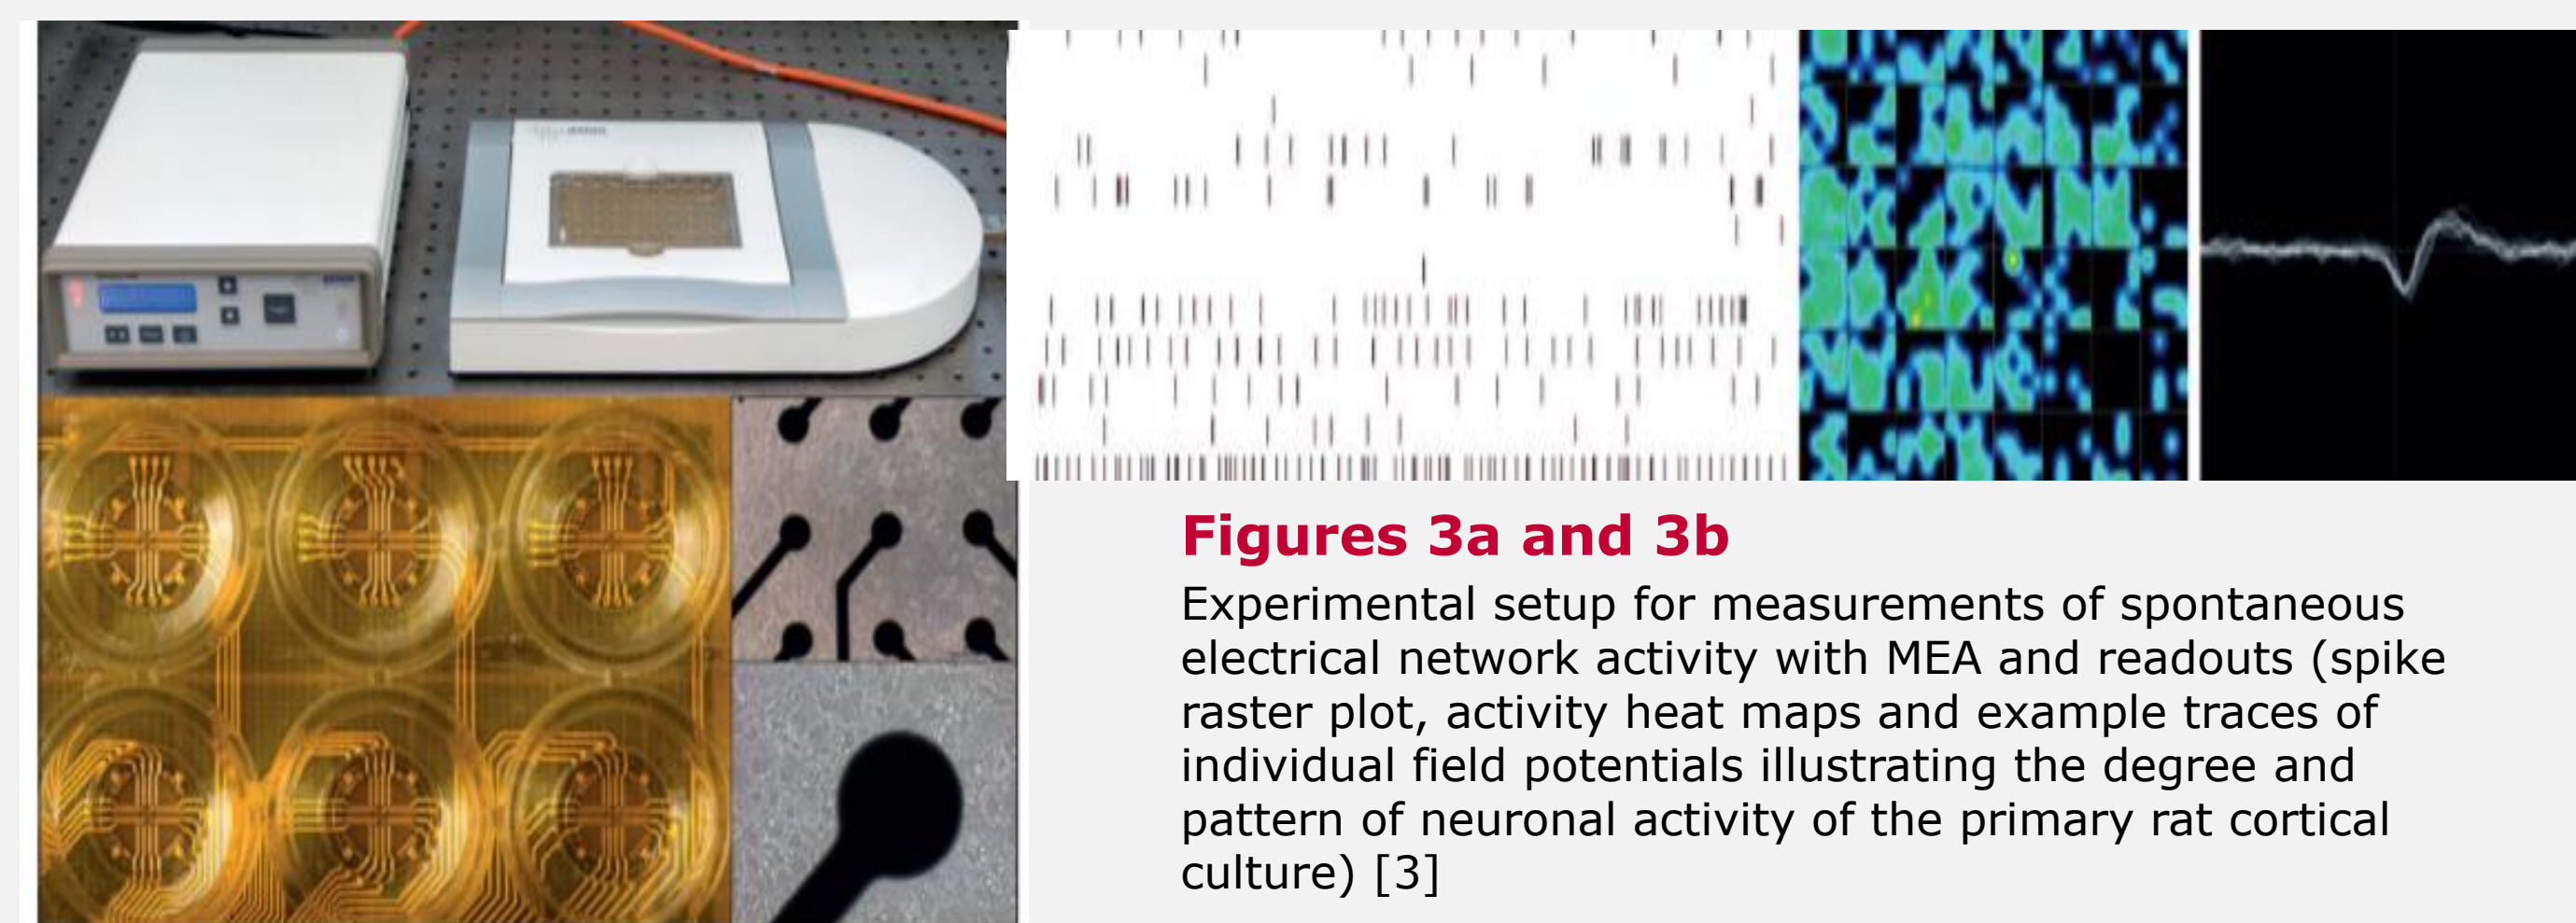 Figures 3a and 3b
Experimental setup for measurements of spontaneous
electrical network activity with MEA and readouts (spike
raster plot, activity heat maps and example traces of
individual field potentials illustrating the degree and
pattern of neuronal activity of the primary rat cortical
culture) [3]